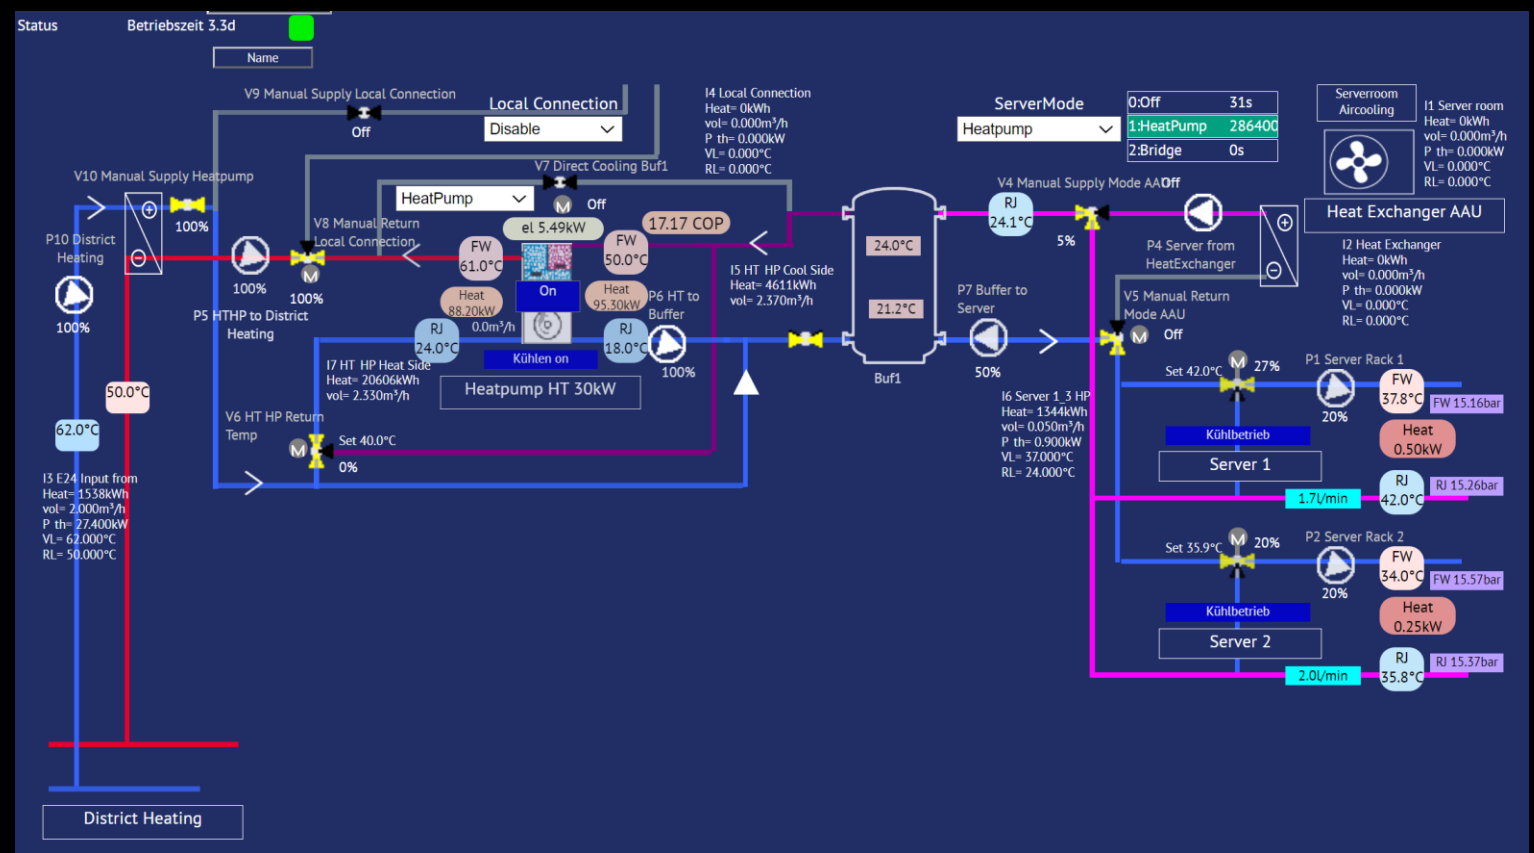 Status
Betriebszeit 3.3d
Name
V9 Manual Supply Local Connection
Off
Local Connection
Disable
I4 Local Connection
Heat= 0kWh
vol= 0.000m³/h
P th= 0.000kW
VL= 0.000°C
RL= 0.000°C
ServerMode
Heatpump
0:Off 31s
1:HeatPump 286400
2:Bridge 0s
Serverroom
Aircooling
I1 Server room
Heat= 0kWh
vol= 0.000m³/h
P th= 0.000kW
VL= 0.000°C
RL= 0.000°C
V7 Direct Cooling Buf1
M
Off
HeatPump
V10 Manual Supply Heatpump
100%
V4 Manual Supply Mode AAU
Off
RJ
24.1°C
5%
Heat Exchanger AAU
P4 Server from
HeatExchanger
I2 Heat Exchanger
Heat= 0kWh
vol= 0.000m³/h
P th= 0.000kW
VL= 0.000°C
RL= 0.000°C
P10 District
Heating
100%
V8 Manual Return
Local Connection
M
100%
P5 HTHP to District
Heating
100%
el 5.49kW
17.17 COP
FW
61.0°C
FW
50.0°C
Heat
88.20kW
On
Heat
95.30kW
0.0m³/h
RJ
24.0°C
RJ
18.0°C
Kühlen on
P6 HT to
Buffer
100%
Heatpump HT 30kW
I5 HT HP Cool Side
Heat= 4611kWh
vol= 2.370m³/h
24.0°C
21.2°C
Buf1
P7 Buffer to
Server
50%
V5 Manual Return
Mode AAU
M
Off
I7 HT HP Heat Side
Heat= 20606kWh
vol= 2.330m³/h
V6 HT HP Return
Temp
M
Set 40.0°C
0%
50.0°C
62.0°C
I3 E24 Input from
Heat= 1538kWh
vol= 2.000m³/h
P th= 27.400kW
VL= 62.000°C
RL= 50.000°C
I6 Server 1_3 HP
Heat= 1344kWh
vol= 0.050m³/h
P th= 0.900kW
VL= 37.000°C
RL= 24.000°C
Set 42.0°C
M
27%
P1 Server Rack 1
20%
FW
37.8°C
FW 15.16bar
Kühlbetrieb
Server 1
Heat
0.50kW
1.7l/min
RJ
42.0°C
RJ 15.26bar
Set 35.9°C
M
20%
P2 Server Rack 2
20%
FW
34.0°C
FW 15.57bar
Kühlbetrieb
Server 2
Heat
0.25kW
2.0l/min
RJ
35.8°C
RJ 15.37bar
District Heating